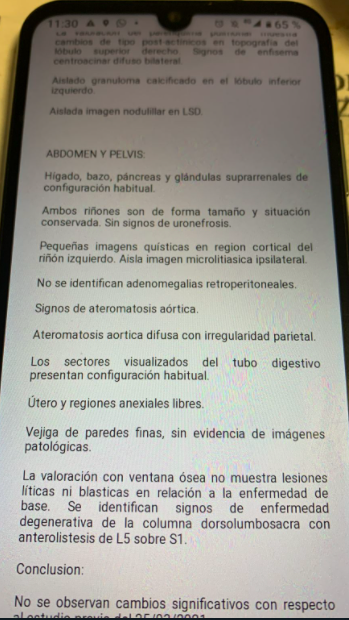 11:30
65 %
La valoración del parénquima pulmonar muestra
cambios de tipo post-actínicos en topografía del
lóbulo superior derecho. Signos de enfisema
centroacinar difuso bilateral.
Aislado granuloma calcificado en el lóbulo inferior
izquierdo.
Aislada imagen nodulillar en LSD.
ABDOMEN Y PELVIS:
Hígado, bazo, páncreas y glándulas suprarrenales de
configuración habitual.
Ambos riñones son de forma tamaño y situación
conservada. Sin signos de uronefrosis.
Pequeñas imagens quísticas en region cortical del
riñón izquierdo. Aisla imagen microlitiasica ipsilateral.
No se identifican adenomegalias retroperitoneales.
Signos de ateromatosis aórtica.
Ateromatosis aortica difusa con irregularidad parietal.
Los sectores visualizados del tubo digestivo
presentan configuración habitual.
Útero y regiones anexiales libres.
Vejiga de paredes finas, sin evidencia de imágenes
patológicas.
La valoración con ventana ósea no muestra lesiones
líticas ni blasticas en relación a la enfermedad de
base. Se identifican signos de enfermedad
degenerativa de la columna dorsolumbosacra con
anterolistesis de L5 sobre S1.
Conclusion:
No se observan cambios significativos con respecto
al estudio previo del